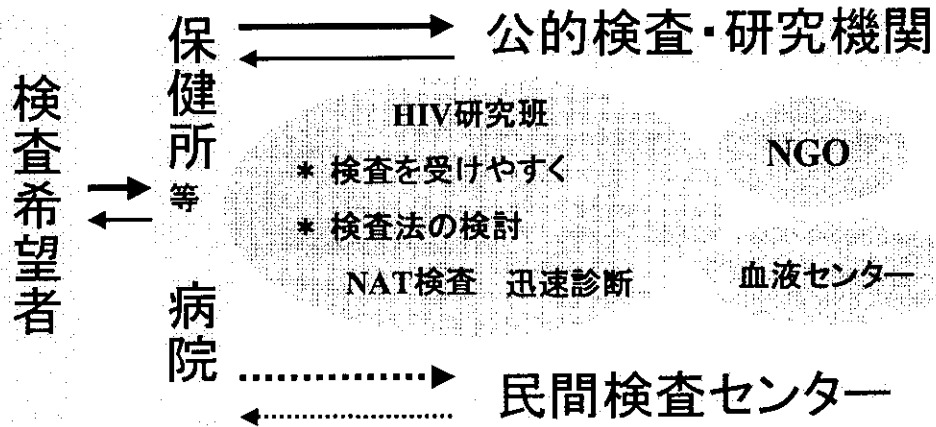 検査希望者
保健所等
病院
公的検査・研究機関
HIV研究班
* 検査を受けやすく
* 検査法の検討
NAT検査 迅速診断
NGO
血液センター
民間検査センター